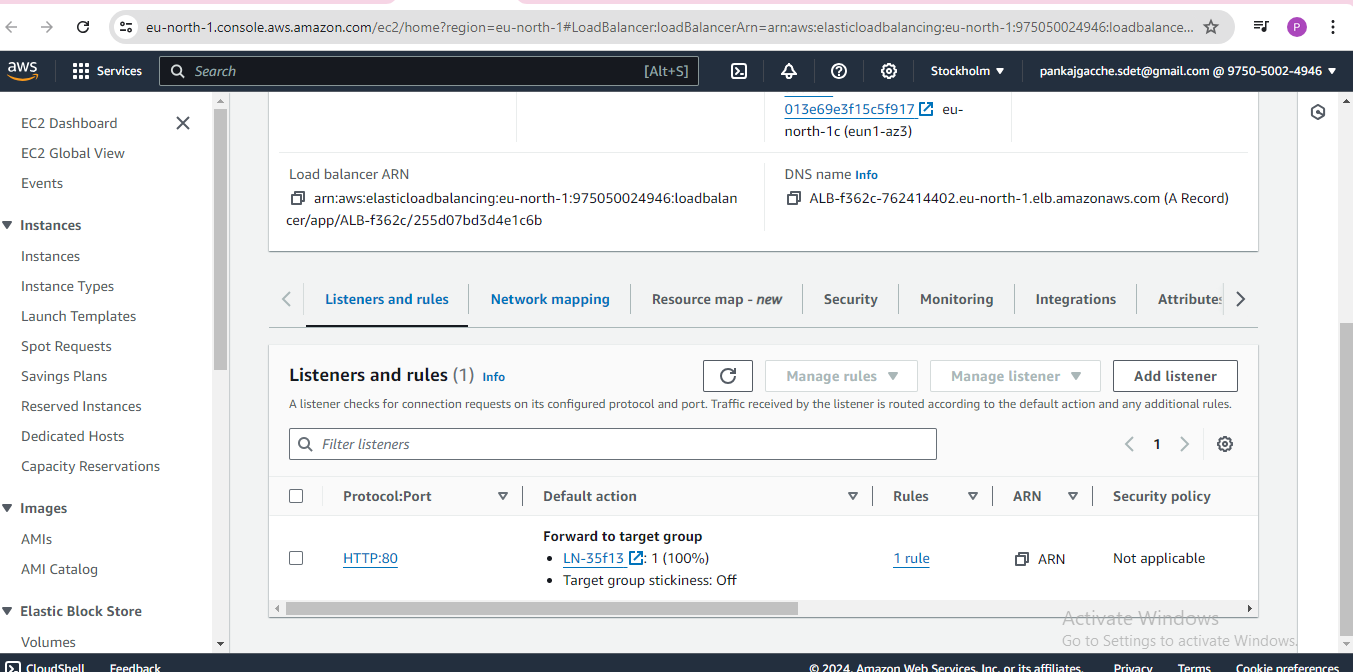 eu-north-1.console.aws.amazon.com/ec2/home?region=eu-north-1#LoadBalancer:loadBalancerArn=arn:aws:elasticloadbalancing:eu-north-1:975050024946:loadbalance...
P
aws
Services
Search
[Alt+S]
Stockholm
pankajgacche.sdet@gmail.com @ 9750-5002-4946
EC2 Dashboard
EC2 Global View
Events
Instances
Instances
Instance Types
Launch Templates
Spot Requests
Savings Plans
Reserved Instances
Dedicated Hosts
Capacity Reservations
Images
AMIs
AMI Catalog
Elastic Block Store
Volumes
013e69e3f15c5f917 eu-
north-1c (eun1-az3)
Load balancer ARN
arn:aws:elasticloadbalancing:eu-north-1:975050024946:loadbalan
cer/app/ALB-f362c/255d07bd3d4e1c6b
DNS name Info
ALB-f362c-762414402.eu-north-1.elb.amazonaws.com (A Record)
Listeners and rules
Network mapping
Resource map - new
Security
Monitoring
Integrations
Attributes
Listeners and rules (1) Info
Manage rules
Manage listener
Add listener
A listener checks for connection requests on its configured protocol and port. Traffic received by the listener is routed according to the default action and any additional rules.
Filter listeners
1
Protocol:Port
Default action
Rules
ARN
Security policy
HTTP:80
Forward to target group
• LN-35f13 : 1 (100%)
• Target group stickiness: Off
1 rule
ARN
Not applicable
Activate Windows
Go to Settings to activate Windows.
CloudShell
Feedback
© 2024, Amazon Web Services, Inc. or its affiliates.
Privacy
Terms
Cookie preferences